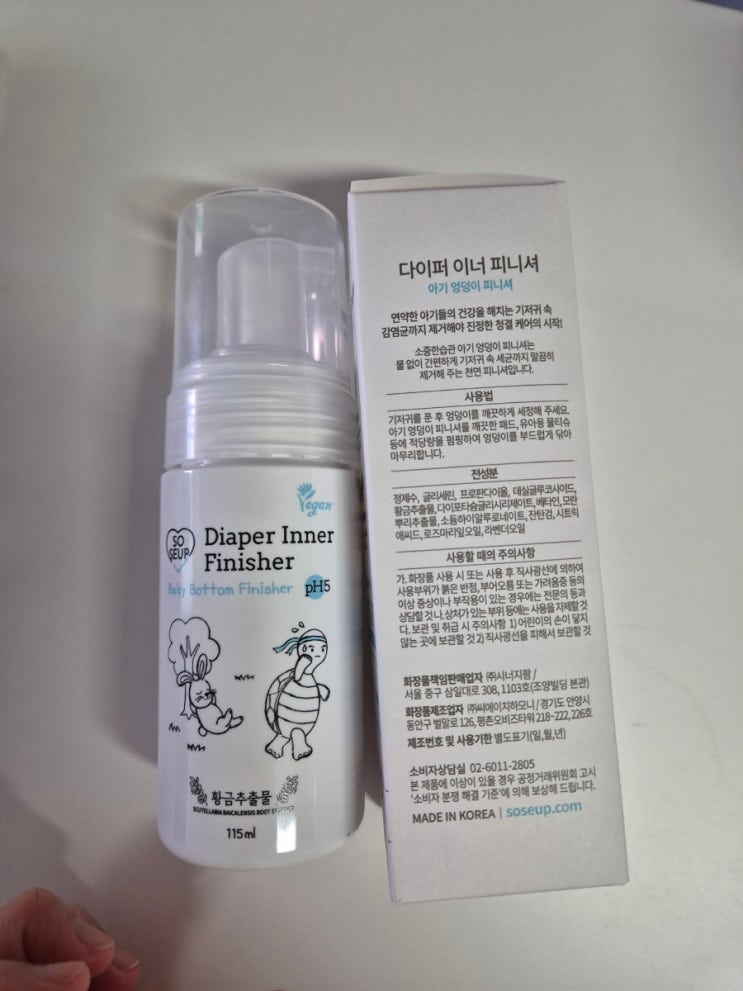 Vegan
SO
SEUP
Diaper Inner
Finisher
Baby Bottom Finisher
pH5
황금추출물
SCUTELLARIA BAICALENSIS ROOT EXTRACT
115ml
다이퍼 이너 피니셔
아기 엉덩이 피니셔
연약한 아기들의 건강을 해치는 기저귀 속
감염균까지 제거해야 진정한 청결 케어의 시작!
소중한습관 아기 엉덩이 피니셔는
물 없이 간편하게 기저귀 속 세균까지 말끔히
제거해 주는 천연 피니셔입니다.
사용법
기저귀를 푼 후 엉덩이를 깨끗하게 세정해 주세요.
아기 엉덩이 피니셔를 깨끗한 패드, 유아용 물티슈
등에 적당량을 펌핑하여 엉덩이를 부드럽게 닦아
마무리합니다.
전성분
정제수, 글리세린, 프로판다이올, 데실글루코사이드,
황금추출물, 다이포타슘글리시리제이트, 베타인, 모란
뿌리추출물, 소듐하이알루로네이트, 잔탄검, 시트릭
애씨드, 로즈마리잎오일, 라벤더오일
사용할 때의 주의사항
가. 화장품 사용 시 또는 사용 후 직사광선에 의하여
사용부위가 붉은 반점, 부어오름 또는 가려움증 등의
이상 증상이나 부작용이 있는 경우에는 전문의 등과
상담할 것 나. 상처가 있는 부위 등에는 사용을 자제할 것
다. 보관 및 취급 시 주의사항 1) 어린이의 손이 닿지
않는 곳에 보관할 것 2) 직사광선을 피해서 보관할 것
화장품책임판매업자 ㈜시너지팜 /
서울 중구 삼일대로 308, 1103호(조양빌딩 본관)
화장품제조업자 ㈜씨에이치하모니 / 경기도 안양시
동안구 벌말로 126, 평촌오비즈타워 218~222, 226호
제조번호 및 사용기한 별도표기(일,월,년)
소비자상담실 02-6011-2805
본 제품에 이상이 있을 경우 공정거래위원회 고시
‘소비자 분쟁 해결 기준’에 의해 보상해 드립니다.
MADE IN KOREA | soseup.com